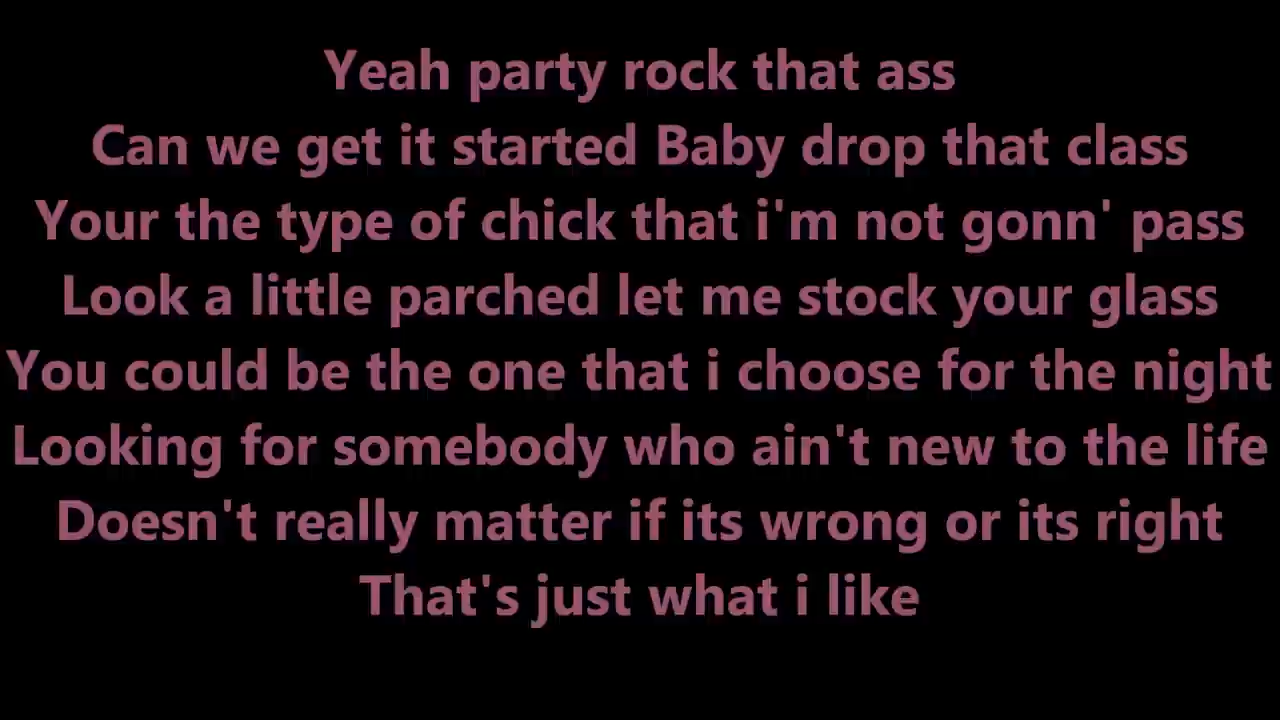 Yeah party rock that ass
Can we get it started Baby drop that class
Your the type of chick that i'm not gonn' pass
Look a little parched let me stock your glass
You could be the one that i choose for the night
Looking for somebody who ain't new to the life
Doesn't really matter if its wrong or its right
That's just what i like